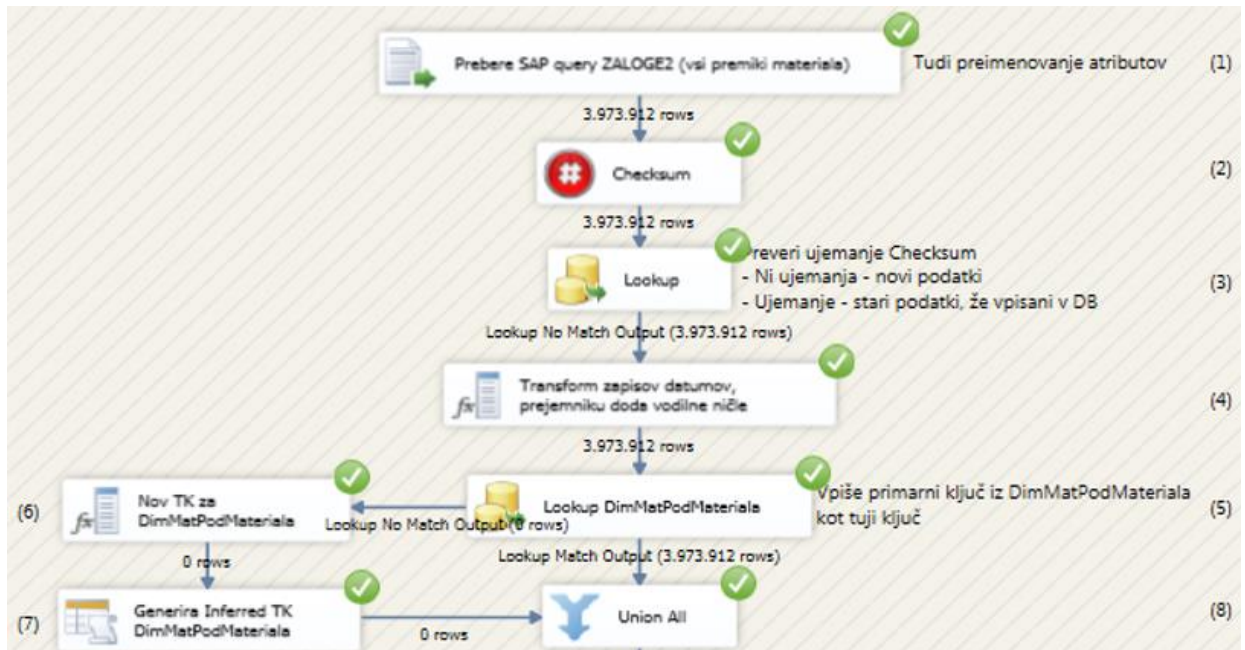 Prebere SAP query ZALOGE2 (vsi premiki materiala)
Tudi preimenovanje atributov
(1)
3.973.912 rows
Checksum
(2)
3.973.912 rows
Lookup
Preveri ujemanje Checksum
- Ni ujemanja - novi podatki
- Ujemanje - stari podatki, že vpisani v DB
(3)
Lookup No Match Output (3.973.912 rows)
Transform zapisov datumov,
prejemniku doda vodilne ničle
(4)
3.973.912 rows
(6)
Nov TK za
DimMatPodMateriala
Lookup No Match Output (0 rows)
Lookup DimMatPodMateriala
Vpiše primarni ključ iz DimMatPodMateriala
kot tuji ključ
(5)
0 rows
Lookup Match Output (3.973.912 rows)
(7)
Generira Inferred TK
DimMatPodMateriala
0 rows
Union All
(8)